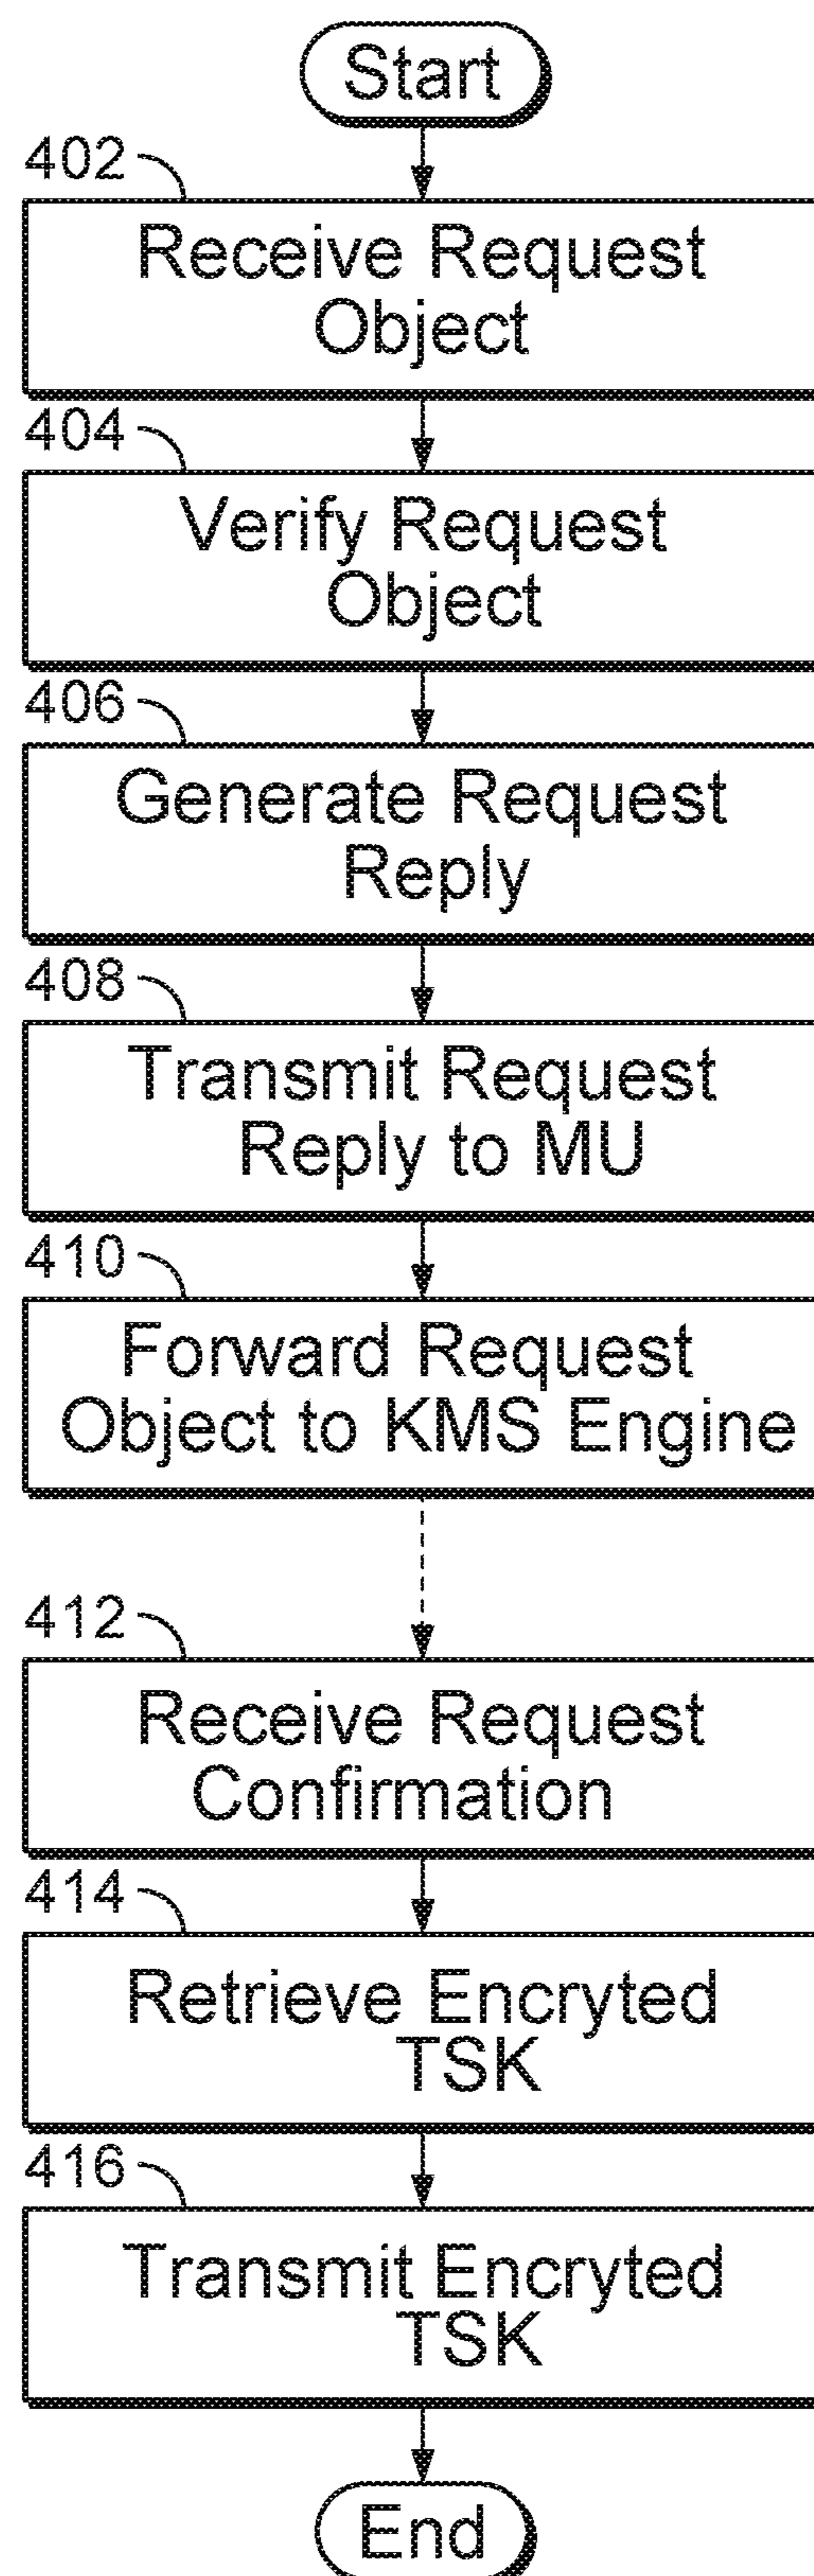 Start
402
Receive Request
Object
404
Verify Request
Object
406
Generate Request
Reply
408
Transmit Request
Reply to MU
410
Forward Request
Object to KMS Engine
412
Receive Request
Confirmation
414
Retrieve Encryted
TSK
416
Transmit Encryted
TSK
End